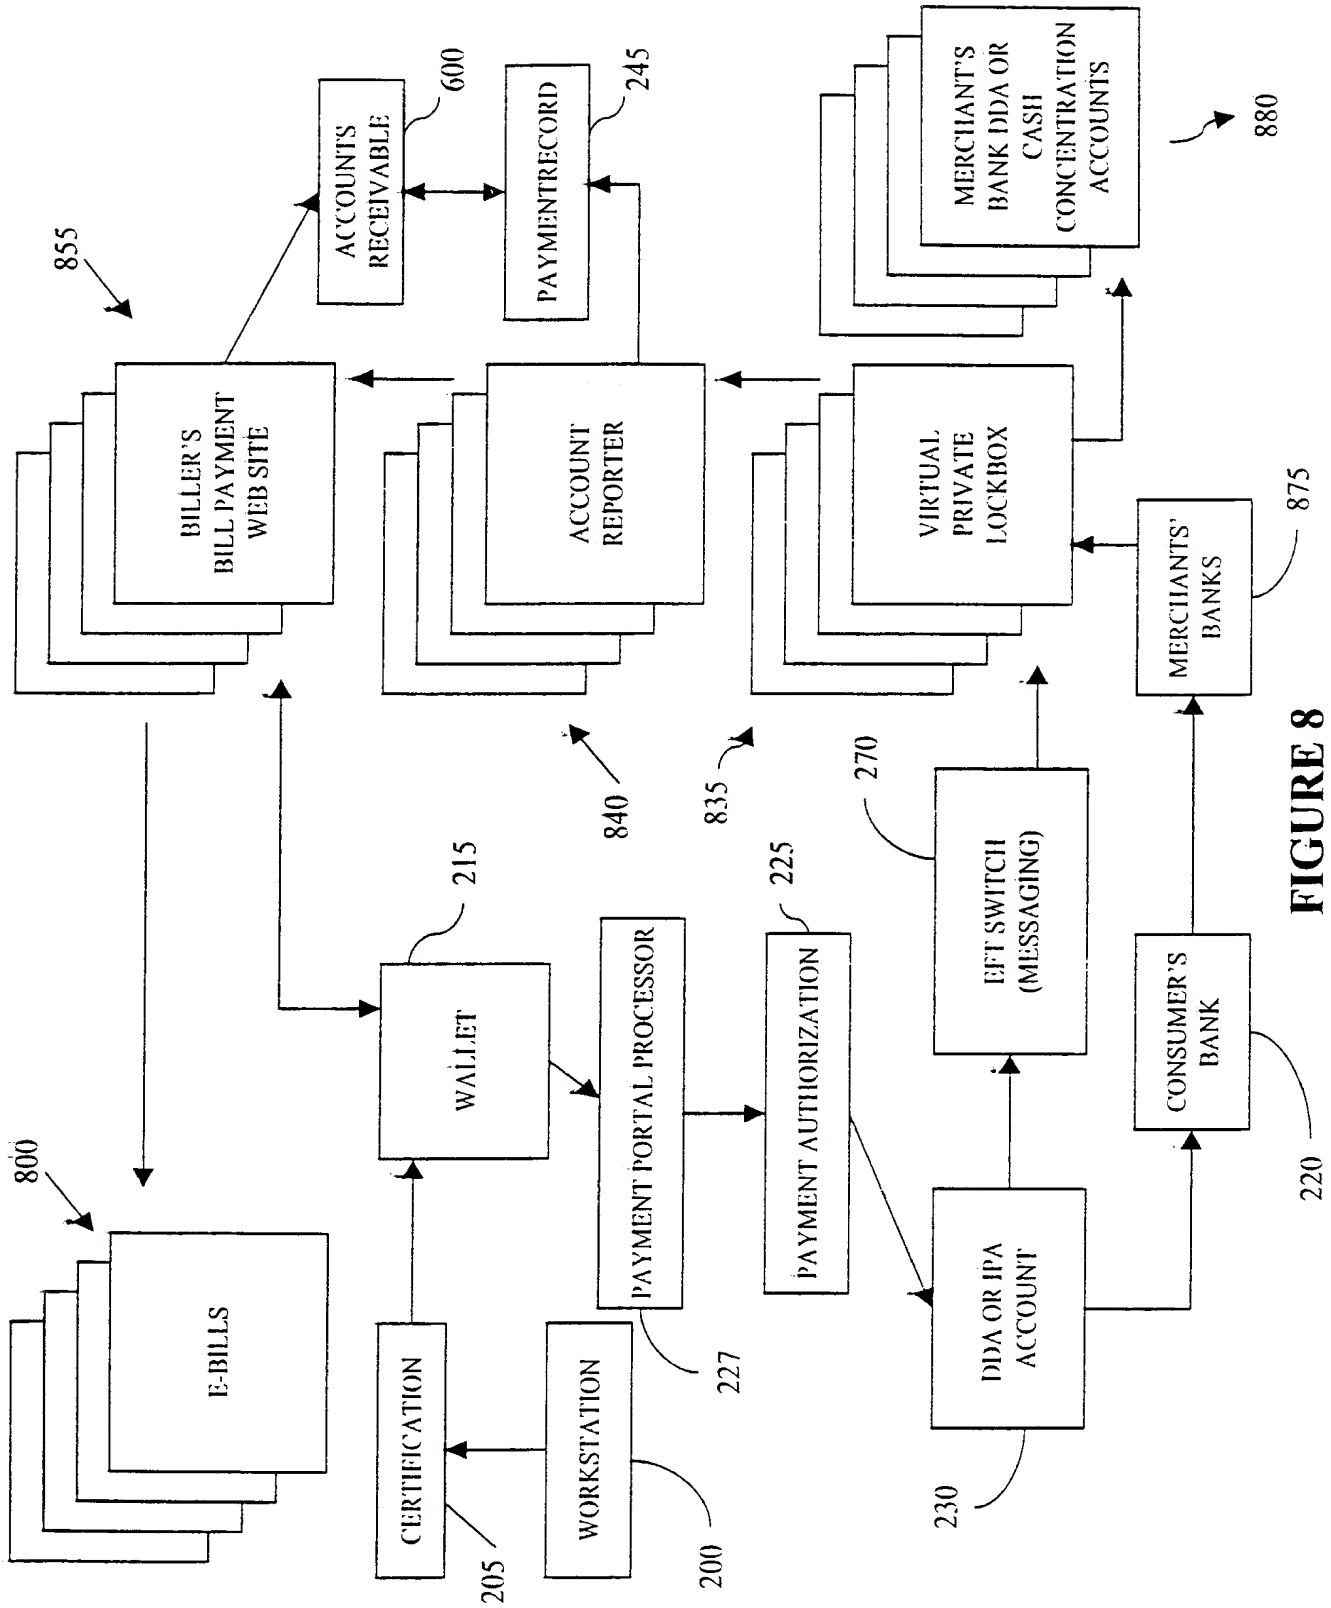 800
E-BILLS
855
BILLER'S
BILL PAYMENT
WEB SITE
ACCOUNTS
RECEIVABLE
600
CERTIFICATION
205
WORKSTATION
200
WALLET
215
840
ACCOUNT
REPORTER
PAYMENTRECORD
245
PAYMENT PORTAL PROCESSOR
227
PAYMENT AUTHORIZATION
225
835
VIRTUAL
PRIVATE
LOCKBOX
MERCHANT'S
BANK DDA OR
CASH
CONCENTRATION
ACCOUNTS
880
DDA OR IPA
ACCOUNT
230
EFT SWITCH
(MESSAGING)
270
CONSUMER'S
BANK
220
MERCHANTS'
BANKS
875
FIGURE 8